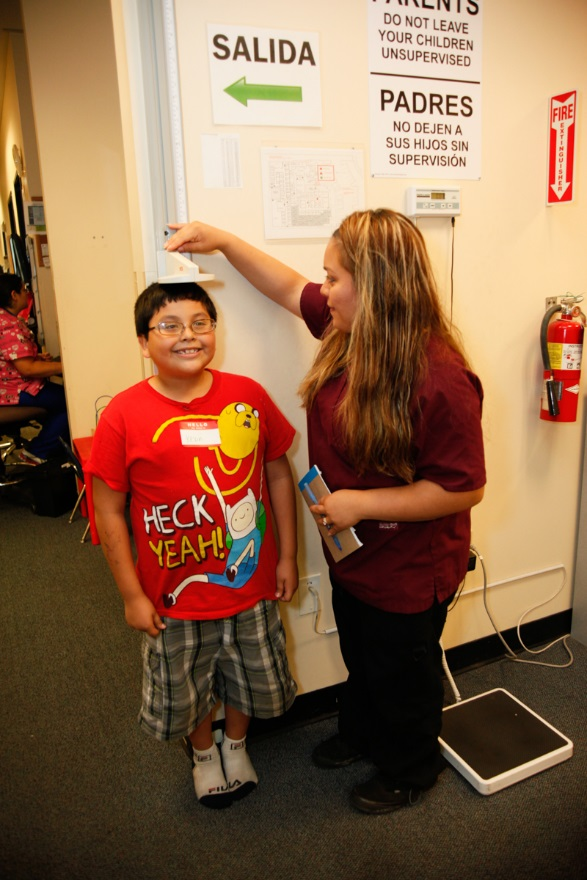 PARENTS
DO NOT LEAVE
YOUR CHILDREN
UNSUPERVISED
SALIDA
PADRES
NO DEJEN A
SUS HIJOS SIN
SUPERVISIÓN
FIRE
EXTINGUISHER
HELLO
HECK
YEAH!
FILA